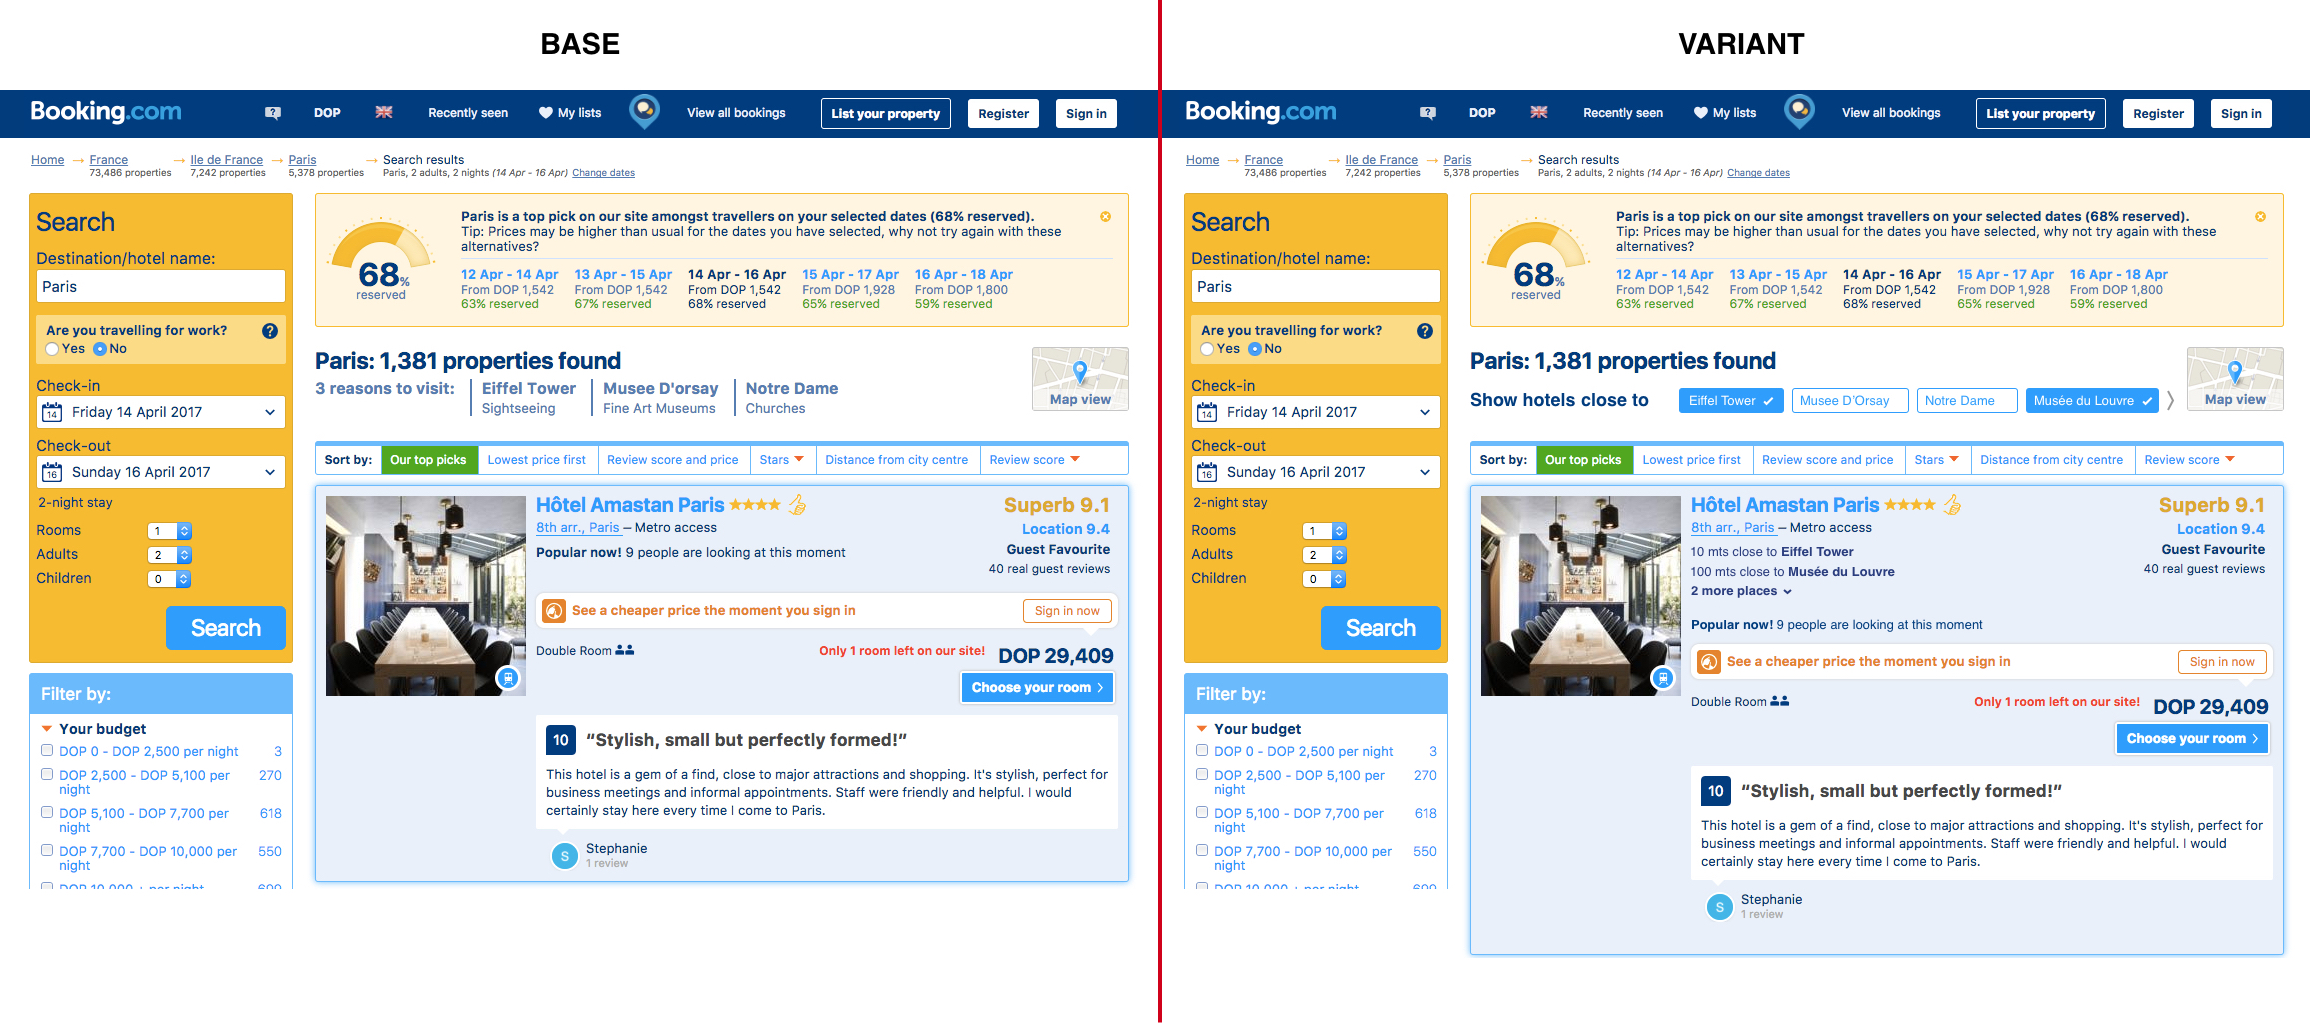 BASE
Booking.com
DOP
Recently seen
My lists
View all bookings
List your property
Register
Sign in
Home → France → Ile de France → Paris → Search results
73,486 properties 7,242 properties 5,378 properties Paris, 2 adults, 2 nights (14 Apr - 16 Apr) Change dates
Search
Destination/hotel name:
Paris
Are you travelling for work?
Yes No
Check-in
14 Friday 14 April 2017
Check-out
16 Sunday 16 April 2017
2-night stay
Rooms 1
Adults 2
Children 0
Search
Filter by:
Your budget
DOP 0 - DOP 2,500 per night 3
DOP 2,500 - DOP 5,100 per 270
night
DOP 5,100 - DOP 7,700 per 618
night
DOP 7,700 - DOP 10,000 per 550
night
DOP 10,000 + per night 699
68%
reserved
Paris is a top pick on our site amongst travellers on your selected dates (68% reserved).
Tip: Prices may be higher than usual for the dates you have selected, why not try again with these
alternatives?
12 Apr - 14 Apr 13 Apr - 15 Apr 14 Apr - 16 Apr 15 Apr - 17 Apr 16 Apr - 18 Apr
From DOP 1,542 From DOP 1,542 From DOP 1,542 From DOP 1,928 From DOP 1,800
63% reserved 67% reserved 68% reserved 65% reserved 59% reserved
Paris: 1,381 properties found
3 reasons to visit: Eiffel Tower Musee D'orsay Notre Dame
Sightseeing Fine Art Museums Churches
Map view
Sort by: Our top picks Lowest price first Review score and price Stars Distance from city centre Review score
Hôtel Amastan Paris
8th arr., Paris – Metro access
Popular now! 9 people are looking at this moment
Superb 9.1
Location 9.4
Guest Favourite
40 real guest reviews
See a cheaper price the moment you sign in Sign in now
Double Room Only 1 room left on our site! DOP 29,409
Choose your room
10 “Stylish, small but perfectly formed!”
This hotel is a gem of a find, close to major attractions and shopping. It's stylish, perfect for
business meetings and informal appointments. Staff were friendly and helpful. I would
certainly stay here every time I come to Paris.
S Stephanie
1 review
VARIANT
Booking.com
DOP
Recently seen
My lists
View all bookings
List your property
Register
Sign in
Home → France → Ile de France → Paris → Search results
73,486 properties 7,242 properties 5,378 properties Paris, 2 adults, 2 nights (14 Apr - 16 Apr) Change dates
Search
Destination/hotel name:
Paris
Are you travelling for work?
Yes No
Check-in
14 Friday 14 April 2017
Check-out
16 Sunday 16 April 2017
2-night stay
Rooms 1
Adults 2
Children 0
Search
Filter by:
Your budget
DOP 0 - DOP 2,500 per night 3
DOP 2,500 - DOP 5,100 per 270
night
DOP 5,100 - DOP 7,700 per 618
night
DOP 7,700 - DOP 10,000 per 550
night
DOP 10,000 + per night 699
68%
reserved
Paris is a top pick on our site amongst travellers on your selected dates (68% reserved).
Tip: Prices may be higher than usual for the dates you have selected, why not try again with these
alternatives?
12 Apr - 14 Apr 13 Apr - 15 Apr 14 Apr - 16 Apr 15 Apr - 17 Apr 16 Apr - 18 Apr
From DOP 1,542 From DOP 1,542 From DOP 1,542 From DOP 1,928 From DOP 1,800
63% reserved 67% reserved 68% reserved 65% reserved 59% reserved
Paris: 1,381 properties found
Show hotels close to Eiffel Tower Musee D'Orsay Notre Dame Musée du Louvre
Map view
Sort by: Our top picks Lowest price first Review score and price Stars Distance from city centre Review score
Hôtel Amastan Paris
8th arr., Paris – Metro access
10 mts close to Eiffel Tower
100 mts close to Musée du Louvre
2 more places
Popular now! 9 people are looking at this moment
Superb 9.1
Location 9.4
Guest Favourite
40 real guest reviews
See a cheaper price the moment you sign in Sign in now
Double Room Only 1 room left on our site! DOP 29,409
Choose your room
10 “Stylish, small but perfectly formed!”
This hotel is a gem of a find, close to major attractions and shopping. It's stylish, perfect for
business meetings and informal appointments. Staff were friendly and helpful. I would
certainly stay here every time I come to Paris.
S Stephanie
1 review